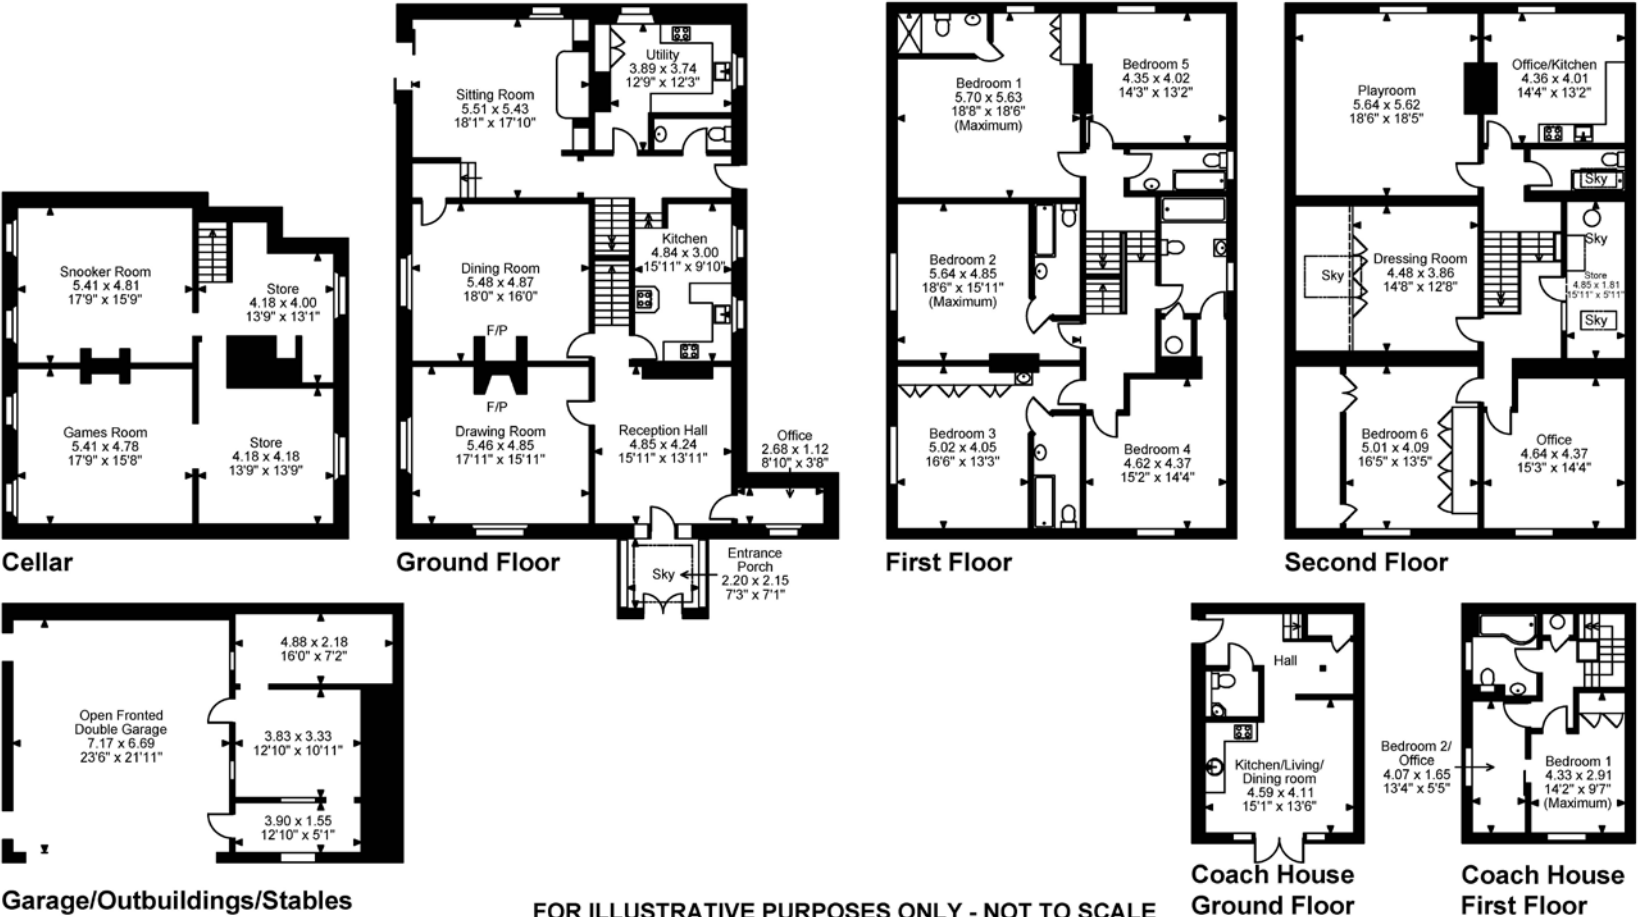 Snooker Room
5.41 x 4.81
17'9" x 15'9"
Store
4.18 x 4.00
13'9" x 13'1"
Games Room
5.41 x 4.78
17'9" x 15'8"
Store
4.18 x 4.18
13'9" x 13'9"
Cellar
Sitting Room
5.51 x 5.43
18'1" x 17'10"
Utility
3.89 x 3.74
12'9" x 12'3"
Dining Room
5.48 x 4.87
18'0" x 16'0"
F/P
Kitchen
4.84 x 3.00
15'11" x 9'10"
F/P
Drawing Room
5.46 x 4.85
17'11" x 15'11"
Reception Hall
4.85 x 4.24
15'11" x 13'11"
Office
2.68 x 1.12
8'10" x 3'8"
Sky
Entrance
Porch
2.20 x 2.15
7'3" x 7'1"
Ground Floor
Bedroom 1
5.70 x 5.63
18'8" x 18'6"
(Maximum)
Bedroom 5
4.35 x 4.02
14'3" x 13'2"
Bedroom 2
5.64 x 4.85
18'6" x 15'11"
(Maximum)
Bedroom 3
5.02 x 4.05
16'6" x 13'3"
Bedroom 4
4.62 x 4.37
15'2" x 14'4"
First Floor
Playroom
5.64 x 5.62
18'6" x 18'5"
Office/Kitchen
4.36 x 4.01
14'4" x 13'2"
Sky
Sky
Dressing Room
4.48 x 3.86
14'8" x 12'8"
Sky
Store
4.85 x 1.81
15'11" x 5'11"
Sky
Bedroom 6
5.01 x 4.09
16'5" x 13'5"
Office
4.64 x 4.37
15'3" x 14'4"
Second Floor
Open Fronted
Double Garage
7.17 x 6.69
23'6" x 21'11"
4.88 x 2.18
16'0" x 7'2"
3.83 x 3.33
12'10" x 10'11"
3.90 x 1.55
12'10" x 5'1"
Garage/Outbuildings/Stables
Hall
Kitchen/Living/
Dining room
4.59 x 4.11
15'1" x 13'6"
Coach House
Ground Floor
Bedroom 2/
Office
4.07 x 1.65
13'4" x 5'5"
Bedroom 1
4.33 x 2.91
14'2" x 9'7"
(Maximum)
Coach House
First Floor
FOR ILLUSTRATIVE PURPOSES ONLY - NOT TO SCALE